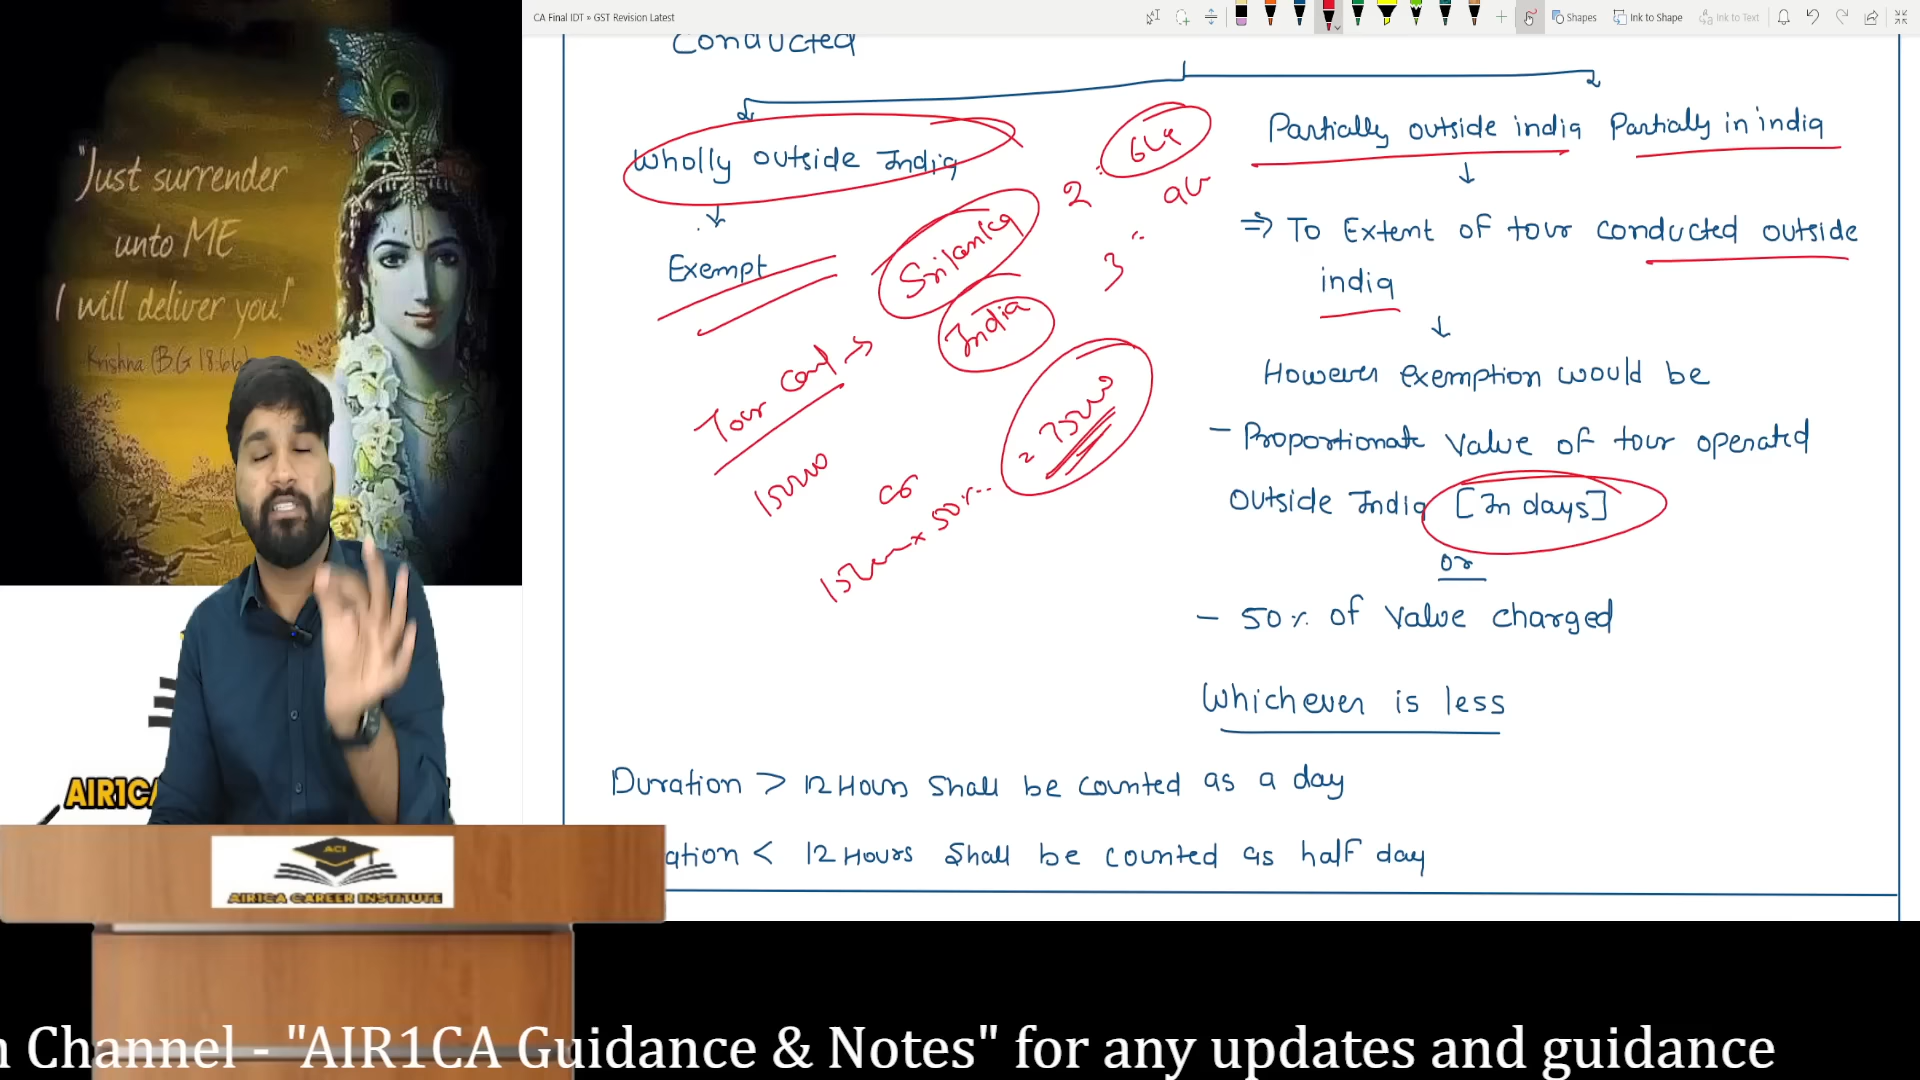 CA Final IDT » GST Revision Latest
Shapes
Ink to Shape
Ink to Text
Conducted
Wholly outside India
Exempt
Partially outside india Partially in india
⇒ To Extent of tour conducted outside
india
However exemption would be
- Proportionate Value of tour operated
outside India [In days]
or
- 50% of Value charged
Whichever is less
Duration > 12 Hours Shall be counted as a day
ation < 12 Hours Shall be counted as half day
Srilanka
India
2
3
Tour
or
50%
= 75000
"Just surrender
unto ME
I will deliver you!"
Krishna (B.G 18:66)
AIR1CA
ACI
AIR1CA CAREER INSTITUTE
Channel - "AIR1CA Guidance & Notes" for any updates and guidance